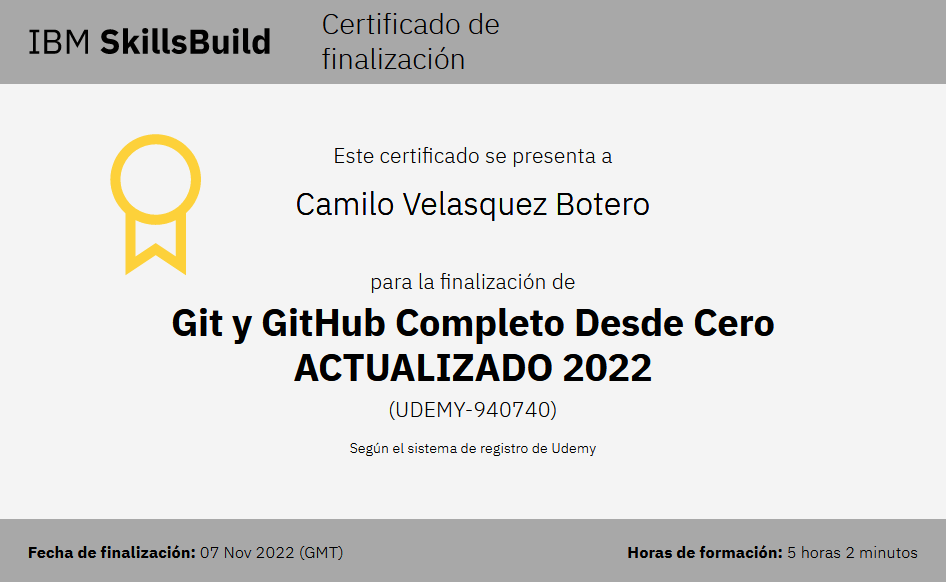 IBM SkillsBuild
Certificado de
finalización
Este certificado se presenta a
Camilo Velasquez Botero
para la finalización de
Git y GitHub Completo Desde Cero
ACTUALIZADO 2022
(UDEMY-940740)
Según el sistema de registro de Udemy
Fecha de finalización: 07 Nov 2022 (GMT)
Horas de formación: 5 horas 2 minutos